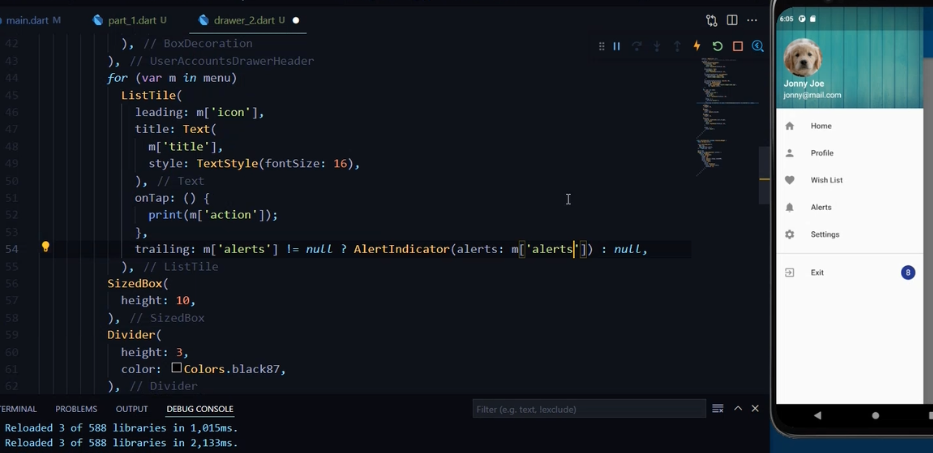 main.dart M
part_1.dart U
drawer_2.dart U
42 ), // BoxDecoration
43 ), // UserAccountsDrawerHeader
44 for (var m in menu)
45 ListTile(
46 leading: m['icon'],
47 title: Text(
48 m['title'],
49 style: TextStyle(fontSize: 16),
50 ), // Text
51 onTap: () {
52 print(m['action']);
53 },
54 trailing: m['alerts'] != null ? AlertIndicator(alerts: m['alerts']) : null,
55 ), // ListTile
56 SizedBox(
57 height: 10,
58 ), // SizedBox
59 Divider(
60 height: 3,
61 color: Colors.black87,
62 ), // Divider
TERMINAL PROBLEMS OUTPUT DEBUG CONSOLE
Filter (e.g. text, !exclude)
Reloaded 3 of 588 libraries in 1,015ms.
Reloaded 3 of 588 libraries in 2,133ms.
6:05
Jonny Joe
jonny@mail.com
Home
Profile
Wish List
Alerts
Settings
Exit
8